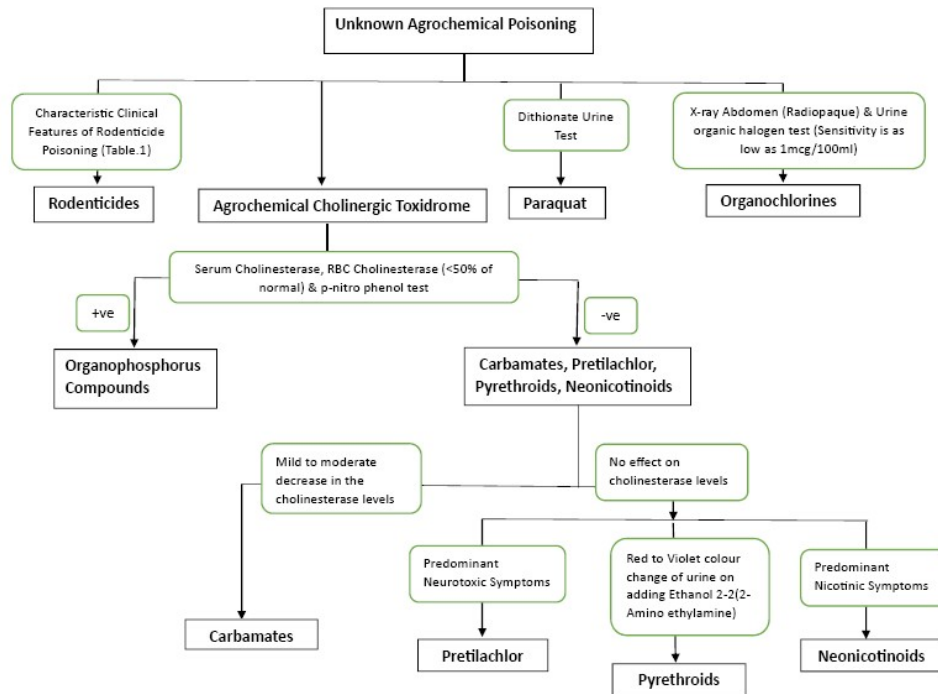 Unknown Agrochemical Poisoning
Characteristic Clinical
Features of Rodenticide
Poisoning (Table.1)
Dithionate Urine
Test
X-ray Abdomen (Radiopaque) & Urine
organic halogen test (Sensitivity is as
low as 1mcg/100ml)
Rodenticides
Agrochemical Cholinergic Toxidrome
Paraquat
Organochlorines
Serum Cholinesterase, RBC Cholinesterase (<50% of
normal) & p-nitro phenol test
+ve
-ve
Organophosphorus
Compounds
Carbamates, Pretilachlor,
Pyrethroids, Neonicotinoids
Mild to moderate
decrease in the
cholinesterase levels
No effect on
cholinesterase levels
Predominant
Neurotoxic Symptoms
Red to Violet colour
change of urine on
adding Ethanol 2-2(2-
Amino ethylamine)
Predominant
Nicotinic Symptoms
Carbamates
Pretilachlor
Pyrethroids
Neonicotinoids